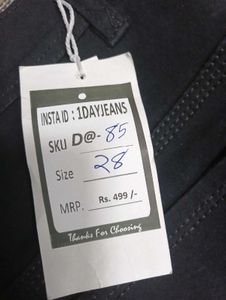 INSTA ID : 1DAYJEANS
SKU D@- 85
Size 28
MRP. Rs. 499 /-
Thanks For Choosing